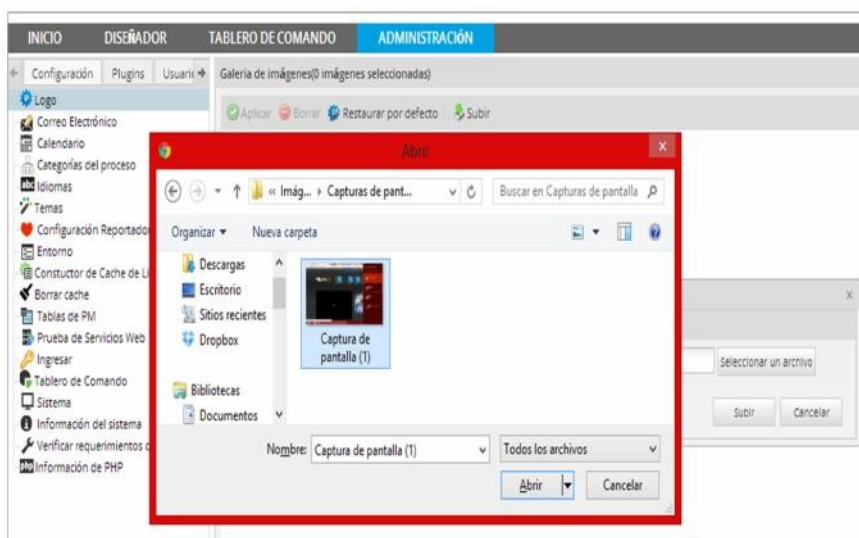 INICIO DISEÑADOR TABLERO DE COMANDO ADMINISTRACIÓN
Configuración Plugins
Galería de imágenes(0 imágenes seleccionadas)
Logo
Correo Electrónico
Calendario
Categorías del proceso
Idiomas
Temas
Configuración
Entorno
Constuctor de Cache de
Borrar cache
Tablas de PM
Prueba de Servicios Web
Ingresar
Tablero de Comando
Sistema
Información del sistema
Verificar requerimientos
php Información de PHP
Aplicar Borrar Restaurar por defecto Subir
Abrir
« Imág... Capturas de pant...
Buscar en Capturas de pantalla
Organizar Nueva carpeta
Descargas
Escritorio
Sitios recientes
Dropbox
Bibliotecas
Documentos
Captura de
pantalla (1)
Nombre: Captura de pantalla (1) Todos los archivos
Abrir Cancelar
Seleccionar un archivo
Subir Cancelar